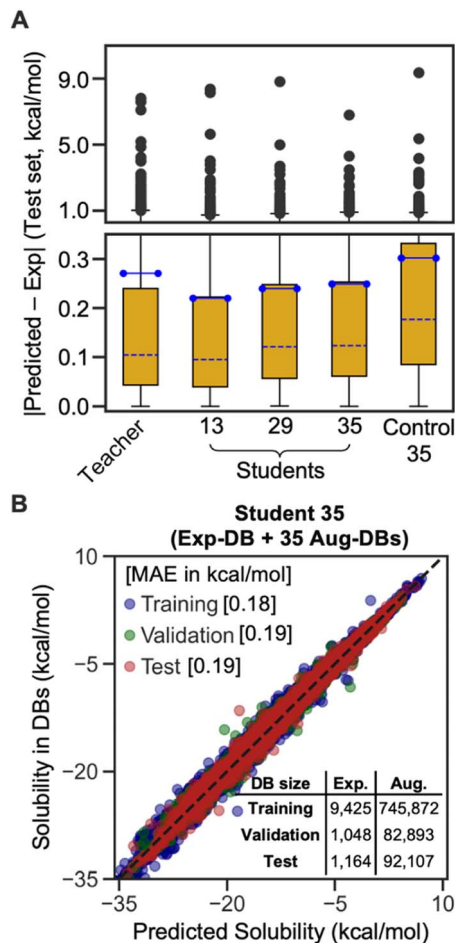 A
|Predicted – Exp| (Test set, kcal/mol)
9.0
5.0
1.0
0.3
0.2
0.1
0.0
Teacher
13
29
35
Control
35
Students
B
Student 35
(Exp-DB + 35 Aug-DBs)
Solubility in DBs (kcal/mol)
10
−5
−20
−35
[MAE in kcal/mol]
Training [0.18]
Validation [0.19]
Test [0.19]
DB size Exp. Aug.
Training 9,425 745,872
Validation 1,048 82,893
Test 1,164 92,107
−35 −20 −5 10
Predicted Solubility (kcal/mol)